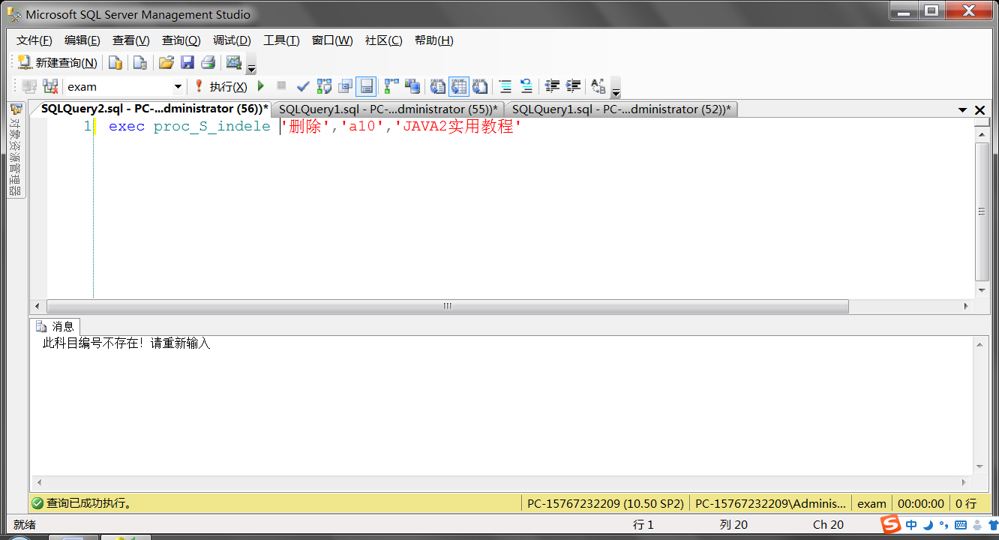 Microsoft SQL Server Management Studio
文件(F) 编辑(E) 查看(V) 查询(Q) 调试(D) 工具(T) 窗口(W) 社区(C) 帮助(H)
新建查询(N)
exam 执行(X)
SQLQuery2.sql - PC-...dministrator (56))* SQLQuery1.sql - PC-...dministrator (55))* SQLQuery1.sql - PC-...dministrator (52))*
对象资源管理器
1 exec proc_S_indele '删除','a10','JAVA2实用教程'
消息
此科目编号不存在！请重新输入
查询已成功执行。 PC-15767232209 (10.50 SP2) PC-15767232209\Adminis... exam 00:00:00 0 行
就绪 行 1 列 20 Ch 20 中